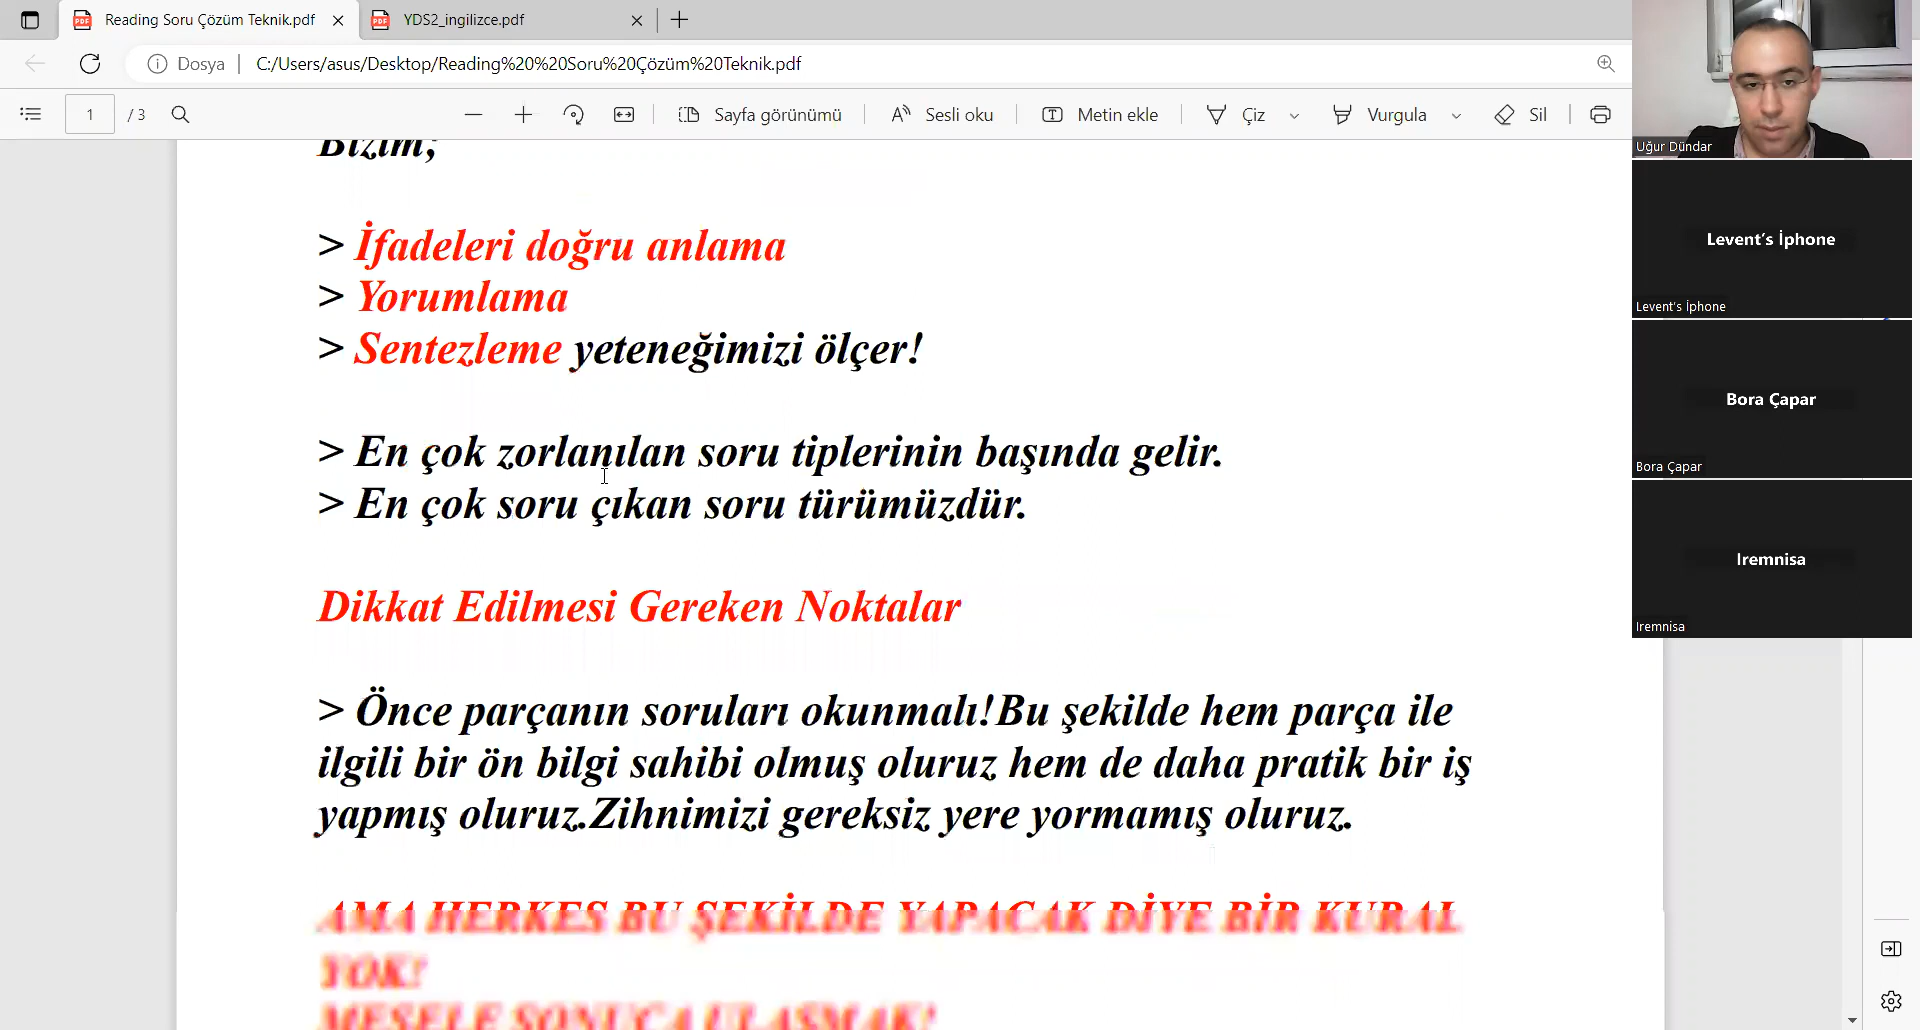 Reading Soru Çözüm Teknik.pdf
YDS2_ingilizce.pdf
Dosya
C:/Users/asus/Desktop/Reading%20%20Soru%20Çözüm%20Teknik.pdf
1 / 3
Sayfa görünümü
Sesli oku
Metin ekle
Çiz
Vurgula
Sil
Bizim;
> İfadeleri doğru anlama
> Yorumlama
> Sentezleme yeteneğimizi ölçer!
> En çok zorlanılan soru tiplerinin başında gelir.
> En çok soru çıkan soru türümüzdür.
Dikkat Edilmesi Gereken Noktalar
> Önce parçanın soruları okunmalı!Bu şekilde hem parça ile
ilgili bir ön bilgi sahibi olmuş oluruz hem de daha pratik bir iş
yapmış oluruz.Zihnimizi gereksiz yere yormamış oluruz.
AMA HERKES BU ŞEKİLDE YAPACAK DİYE BİR KURAL
YOK!
MESELE SONUCA ULAŞMAK!
Uğur Dündar
Levent's İphone
Levent's İphone
Bora Çapar
Bora Çapar
Iremnisa
Iremnisa